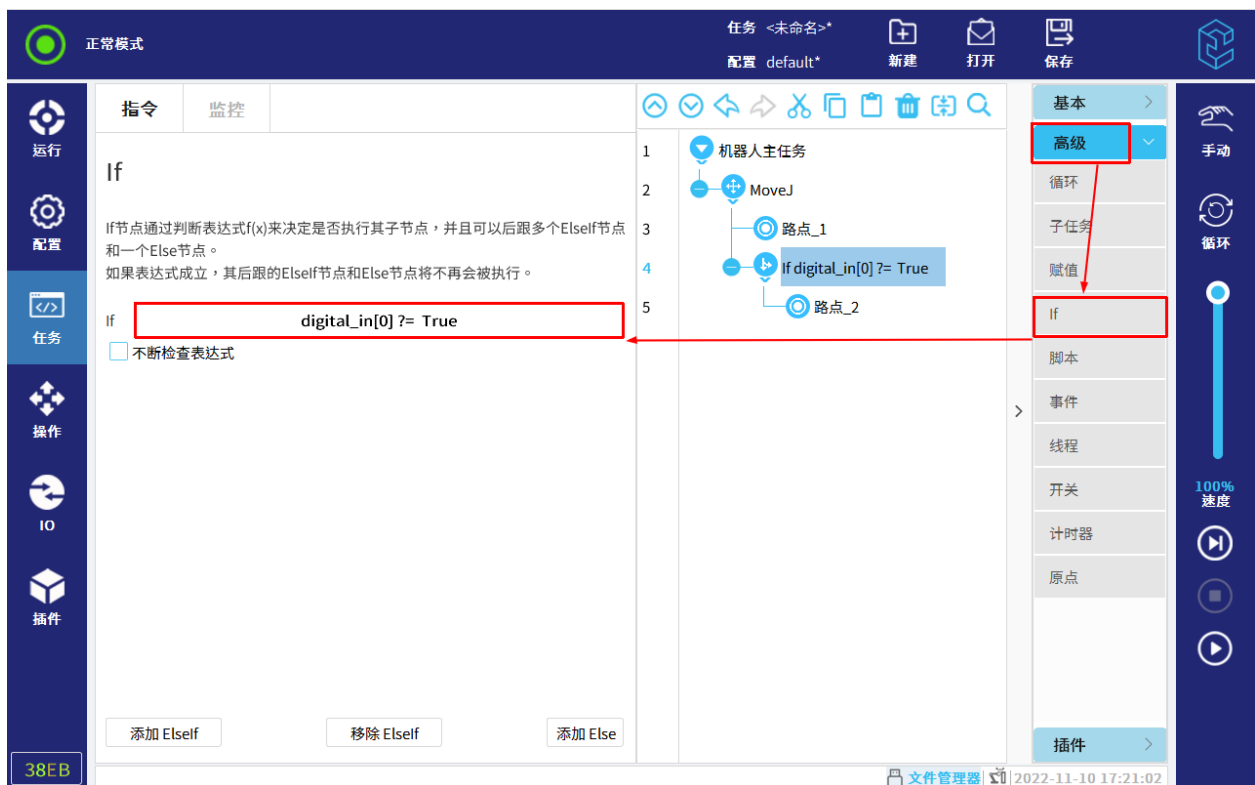 正常模式
任务 <未命名>*
配置 default*
新建
打开
保存
运行
配置
任务
操作
IO
插件
38EB
指令
监控
If
If节点通过判断表达式f(x)来决定是否执行其子节点，并且可以后跟多个ElseIf节点
和一个Else节点。
如果表达式成立，其后跟的ElseIf节点和Else节点将不再会被执行。
If digital_in[0] ?= True
不断检查表达式
添加 ElseIf
移除 ElseIf
添加 Else
1 机器人主任务
2 MoveJ
3 路点_1
4 If digital_in[0] ?= True
5 路点_2
基本
高级
循环
子任务
赋值
If
脚本
事件
线程
开关
计时器
原点
插件
手动
循环
100%
速度
文件管理器
2022-11-10 17:21:02